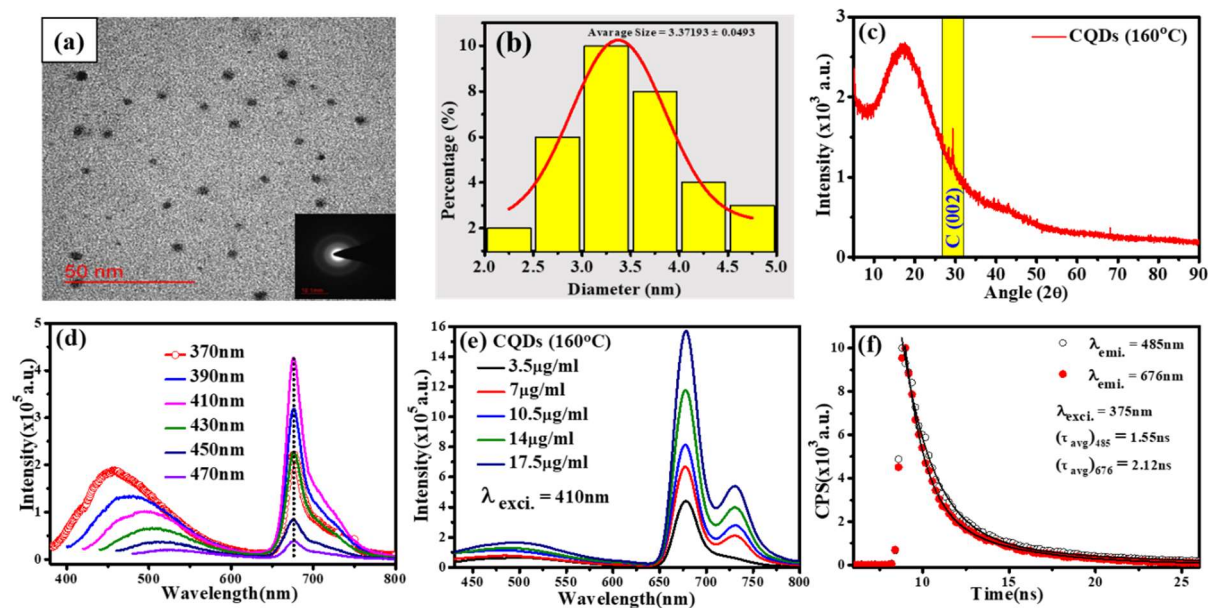 (a)
50 nm
(b)
Avarage Size = 3.37193 ± 0.0493
Percentage (%)
10
8
6
4
2
2.0 2.5 3.0 3.5 4.0 4.5 5.0
Diameter (nm)
(c)
CQDs (160°C)
Intensity (x10³ a.u.)
3
2
1
0
C (002)
10 20 30 40 50 60 70 80 90
Angle (2θ)
(d)
370nm
390nm
410nm
430nm
450nm
470nm
Intensity(x10⁵a.u.)
5
4
3
2
1
0
400 500 600 700 800
Wavelength(nm)
(e) CQDs (160°C)
3.5µg/ml
7µg/ml
10.5µg/ml
14µg/ml
17.5µg/ml
λ exci. = 410nm
Intensity(x10⁵a.u.)
16
14
12
10
8
6
4
2
0
450 500 550 600 650 700 750 800
Wavelength(nm)
(f)
λemi. = 485nm
λemi. = 676nm
λexci. = 375nm
(τ avg)485 = 1.55ns
(τ avg)676 = 2.12ns
CPS(x10³ a.u.)
10
8
6
4
2
0
10 15 20 25
Time(ns)